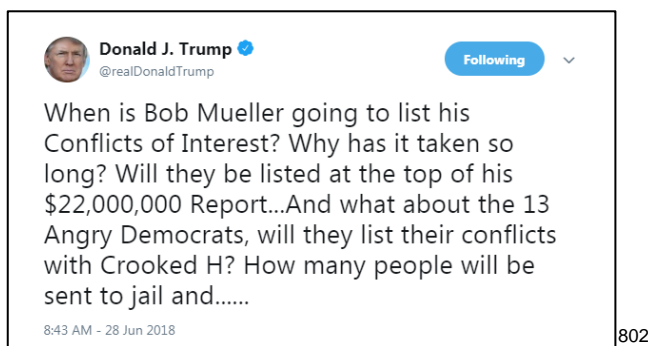 Donald J. Trump
@realDonaldTrump
Following
When is Bob Mueller going to list his
Conflicts of Interest? Why has it taken so
long? Will they be listed at the top of his
$22,000,000 Report...And what about the 13
Angry Democrats, will they list their conflicts
with Crooked H? How many people will be
sent to jail and......
8:43 AM - 28 Jun 2018
802